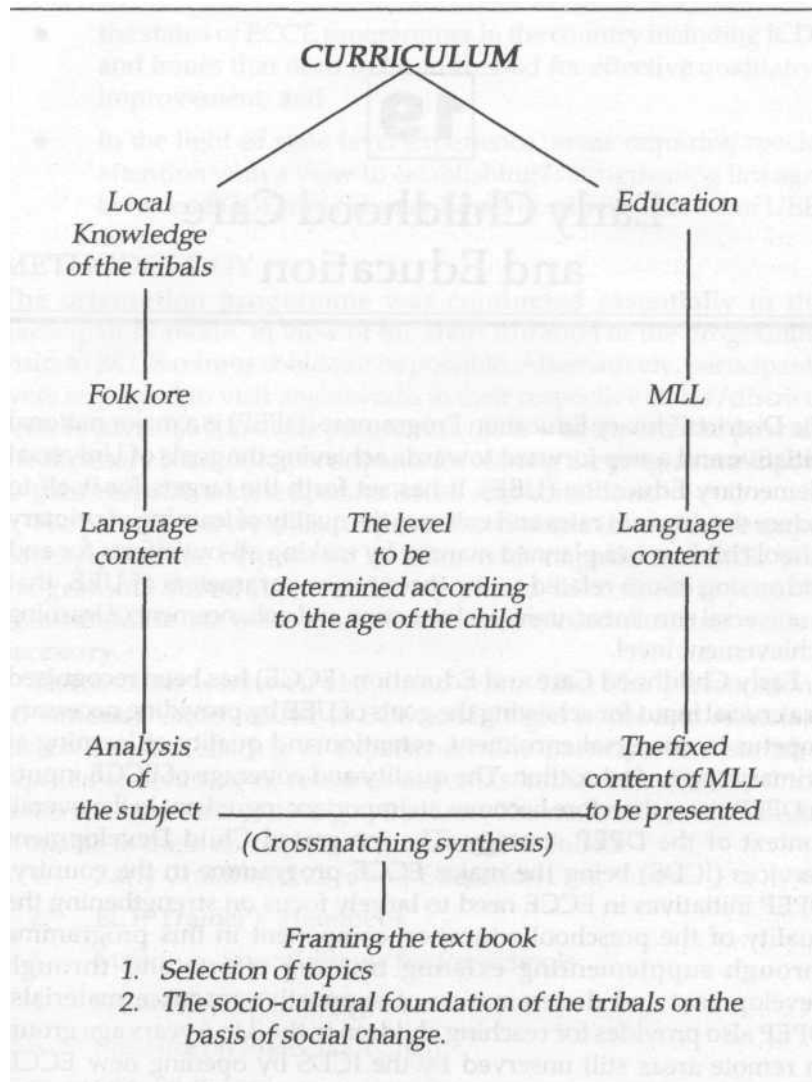 CURRICULUM
Local
Knowledge
of the tribals
Education
Folk lore
MLL
Language
content
The level
to be
determined according
to the age of the child
Language
content
Analysis
of
the subject
The fixed
content of MLL
to be presented
(Crossmatching synthesis)
Framing the text book
1. Selection of topics
2. The socio-cultural foundation of the tribals on the
basis of social change.